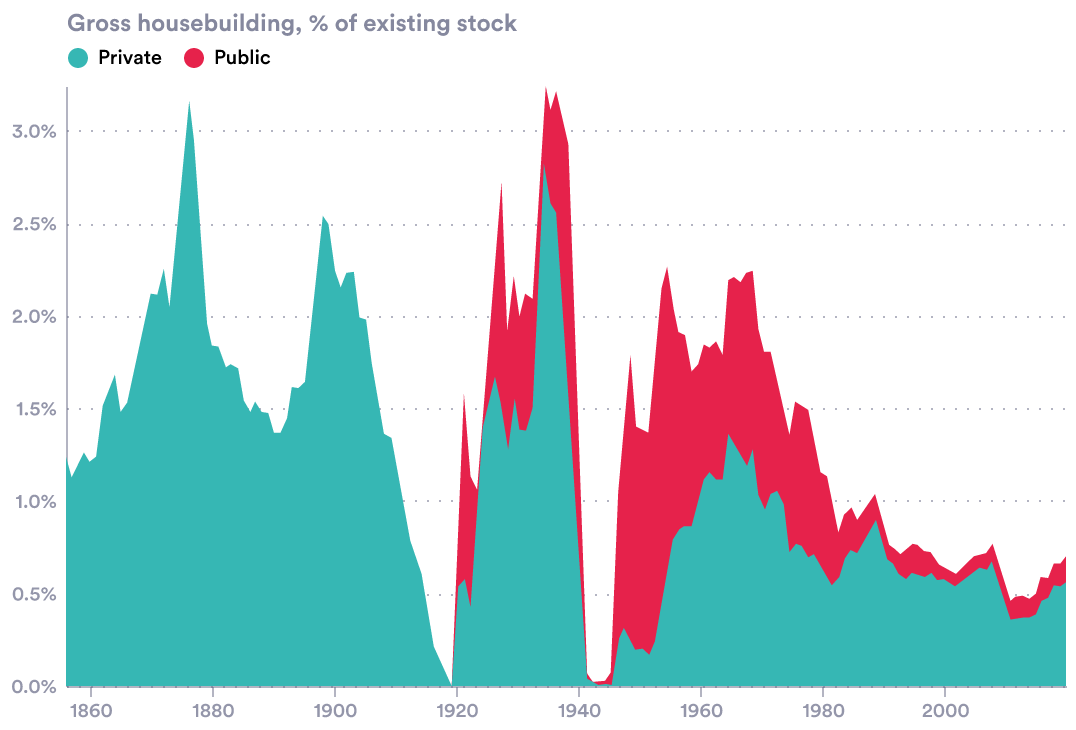 Gross housebuilding, % of existing stock
Private Public
3.0%
2.5%
2.0%
1.5%
1.0%
0.5%
0.0%
1860 1880 1900 1920 1940 1960 1980 2000